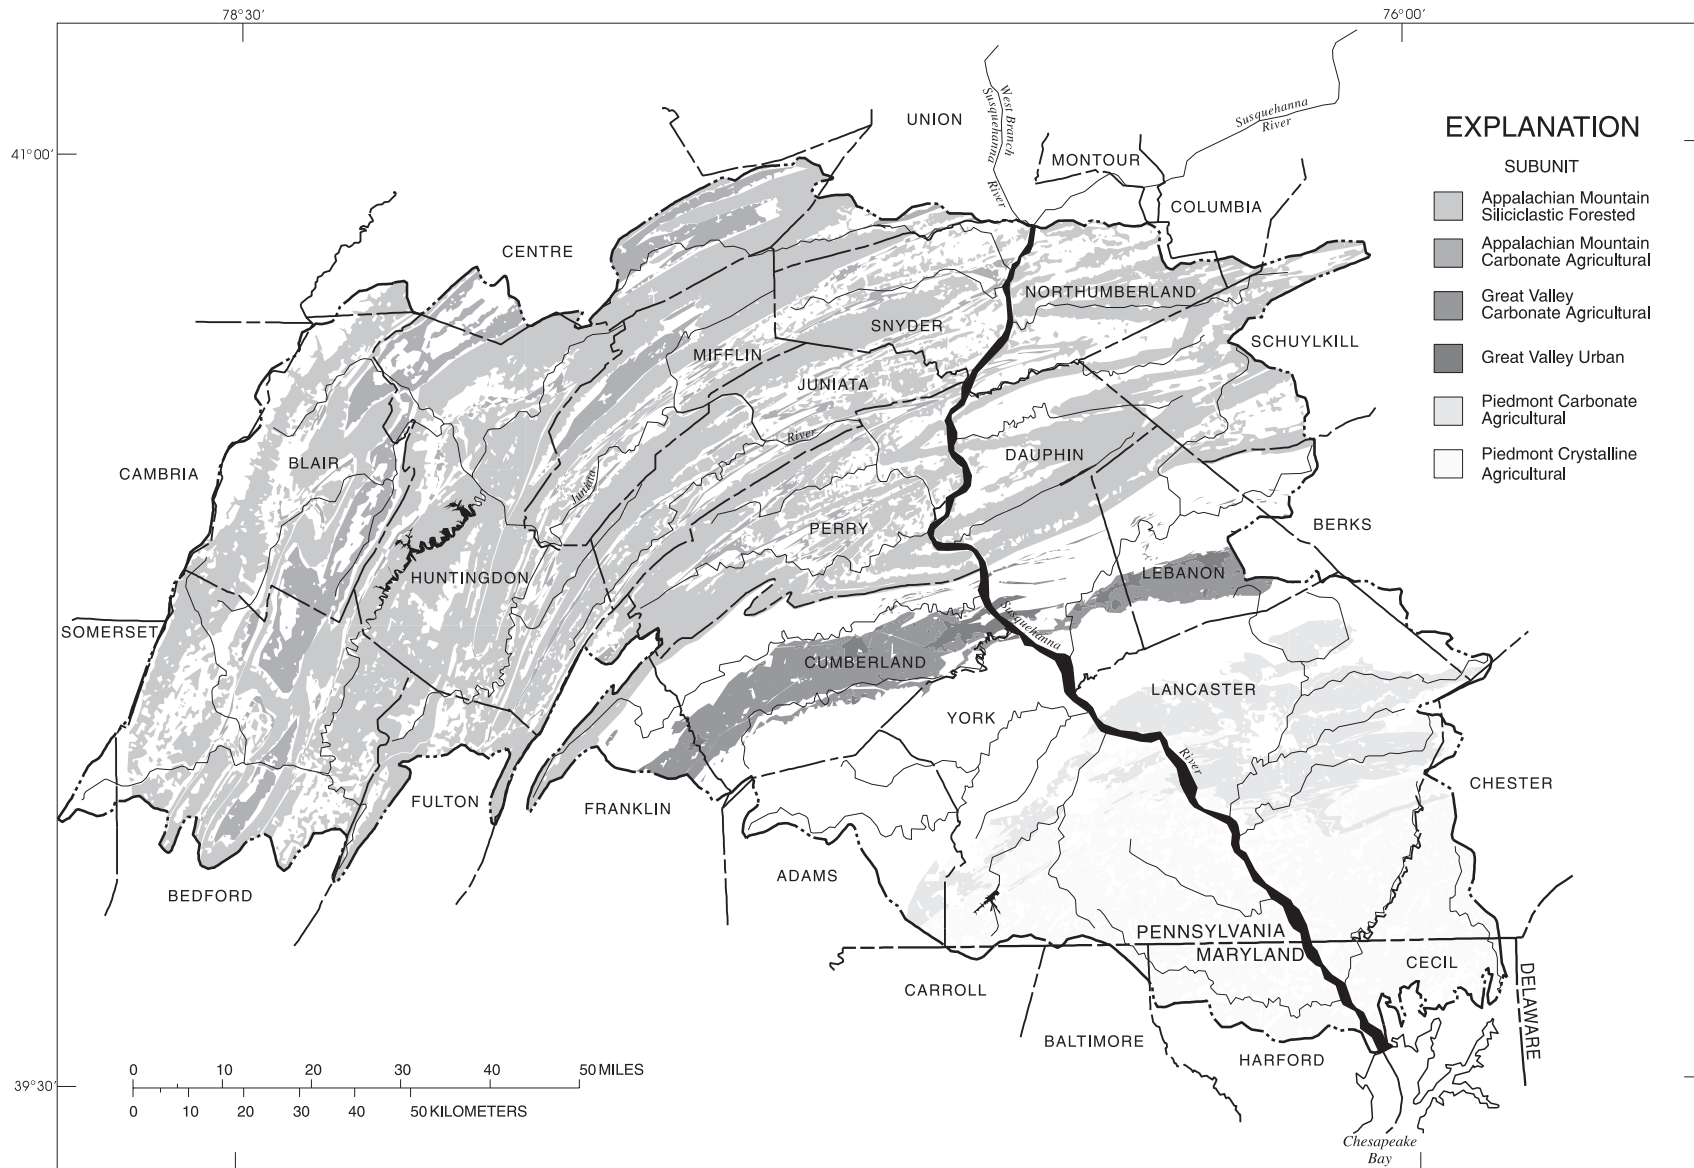 78°30'
76°00'
41°00'
39°30'
EXPLANATION
SUBUNIT
Appalachian Mountain
Siliciclastic Forested
Appalachian Mountain
Carbonate Agricultural
Great Valley
Carbonate Agricultural
Great Valley Urban
Piedmont Carbonate
Agricultural
Piedmont Crystalline
Agricultural
UNION
West Branch
Susquehanna
River
Susquehanna
River
MONTOUR
COLUMBIA
CENTRE
NORTHUMBERLAND
SNYDER
SCHUYLKILL
MIFFLIN
JUNIATA
River
Juniata
DAUPHIN
BLAIR
CAMBRIA
PERRY
BERKS
HUNTINGDON
LEBANON
SOMERSET
Susquehanna
CUMBERLAND
LANCASTER
YORK
River
CHESTER
FULTON
FRANKLIN
ADAMS
BEDFORD
PENNSYLVANIA
MARYLAND
CECIL
CARROLL
DELAWARE
BALTIMORE
HARFORD
0 10 20 30 40 50 MILES
0 10 20 30 40 50 KILOMETERS
Chesapeake
Bay